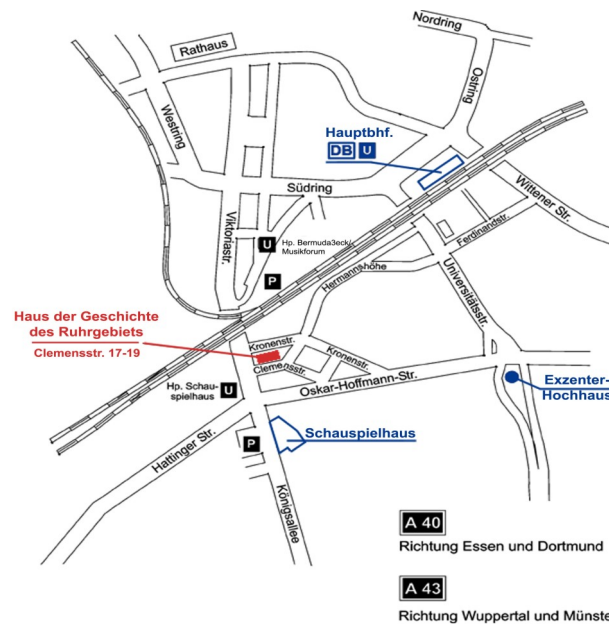 Nordring
Rathaus
Ostring
Westring
Hauptbhf.
DB U
Südring
Wittener Str.
Viktoriastr.
Ferdinandstr.
U Hp. Bermuda3eck/
Musikforum
P
Hermannshöhe
Universitätsstr.
Haus der Geschichte
des Ruhrgebiets
Clemensstr. 17-19
Kronenstr.
Kronenstr.
Clemensstr.
Hp. Schau-
spielhaus U
Oskar-Hoffmann-Str.
Exzenter-
Hochhaus
Schauspielhaus
P
Hattinger Str.
Königsallee
A 40
Richtung Essen und Dortmund
A 43
Richtung Wuppertal und Münste